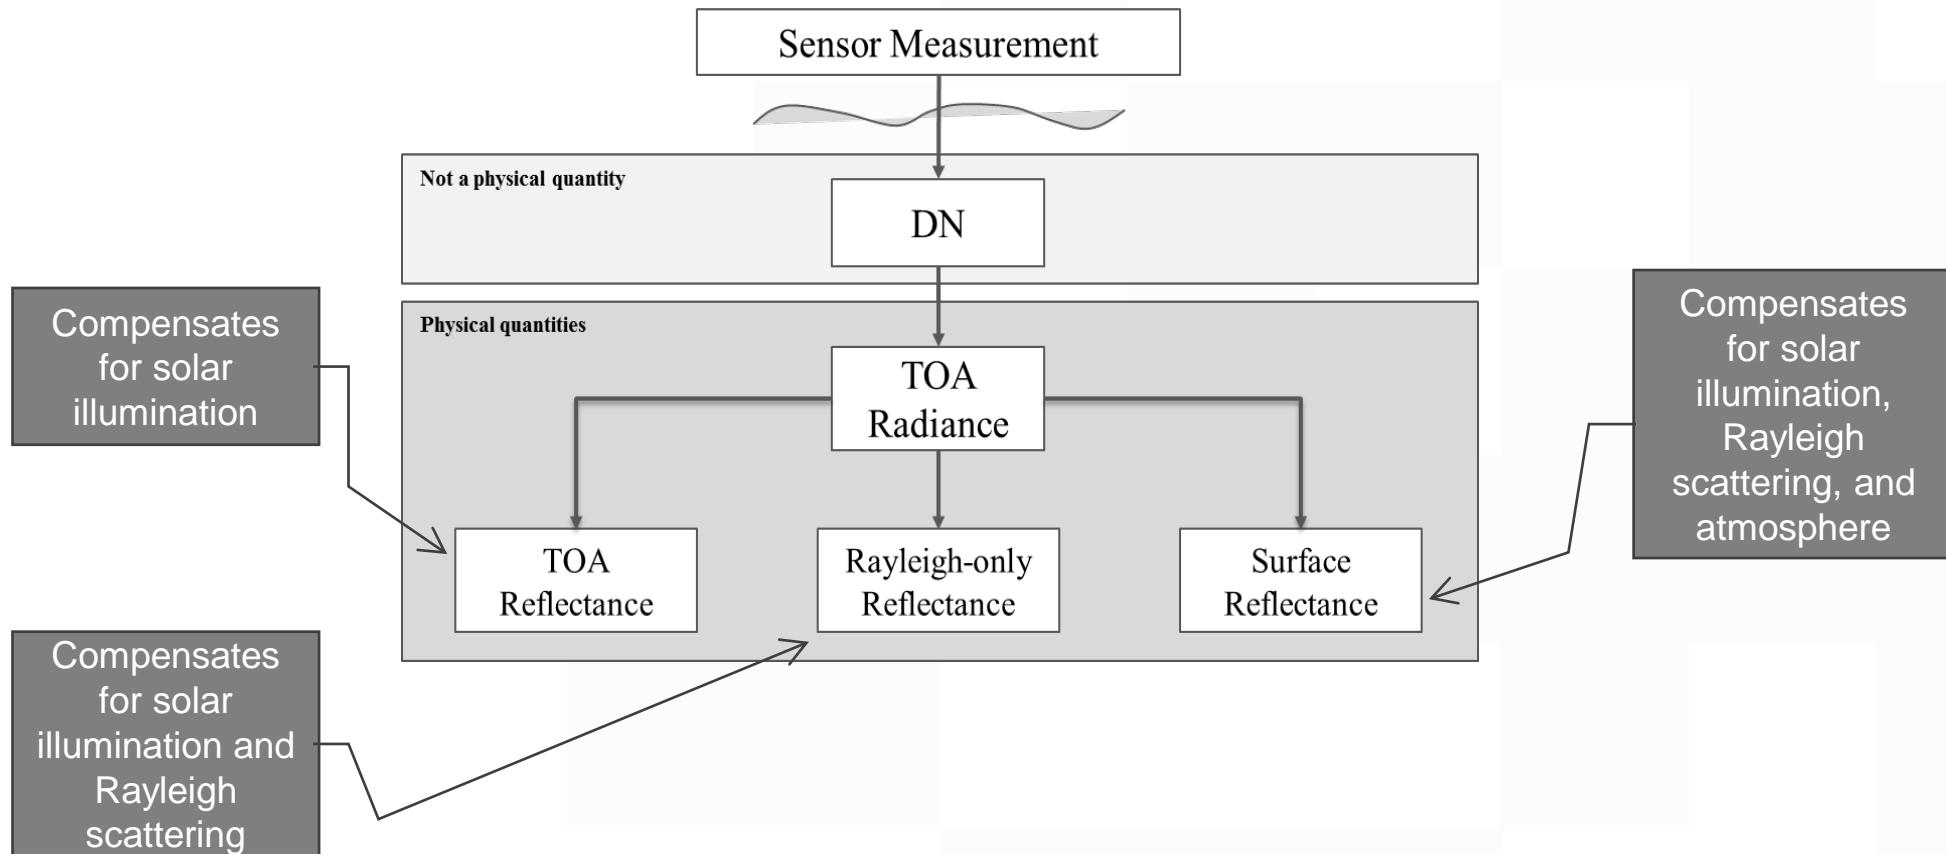 Sensor Measurement
Not a physical quantity
DN
Physical quantities
TOA
Radiance
Compensates
for solar
illumination
Compensates
for solar
illumination,
Rayleigh
scattering, and
atmosphere
TOA
Reflectance
Rayleigh-only
Reflectance
Surface
Reflectance
Compensates
for solar
illumination and
Rayleigh
scattering